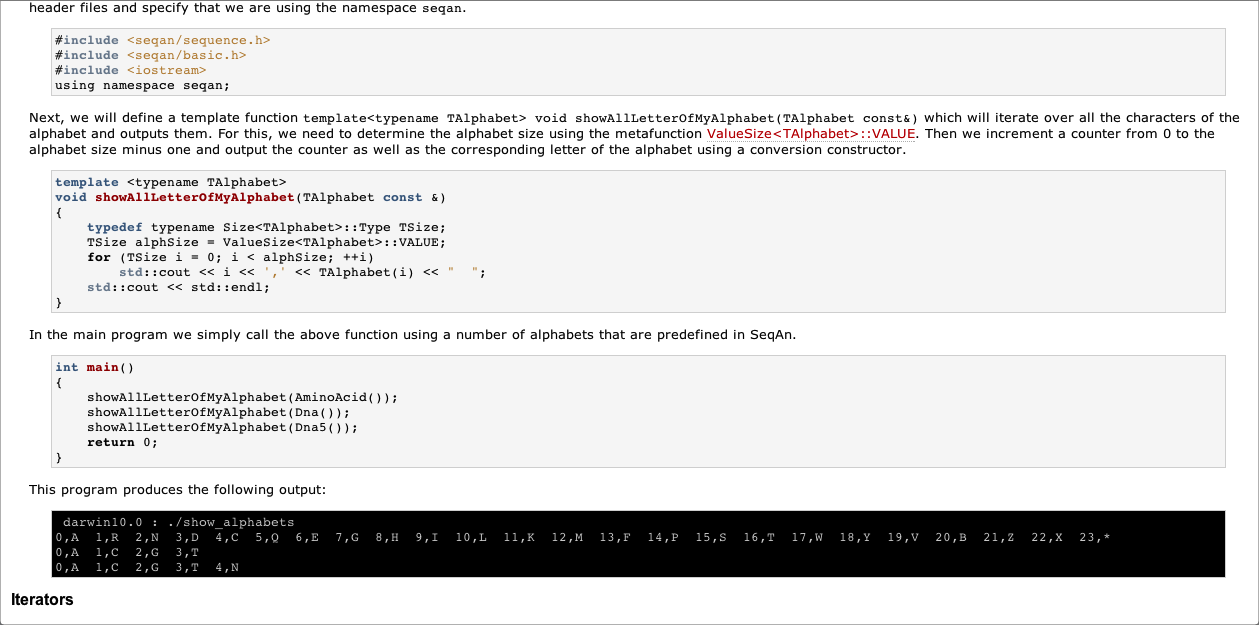 header files and specify that we are using the namespace seqan.
#include <seqan/sequence.h>
#include <seqan/basic.h>
#include <iostream>
using namespace seqan;
Next, we will define a template function template<typename TAlphabet> void showAllLetterOfMyAlphabet(TAlphabet const&) which will iterate over all the characters of the
alphabet and outputs them. For this, we need to determine the alphabet size using the metafunction ValueSize<TAlphabet>::VALUE. Then we increment a counter from 0 to the
alphabet size minus one and output the counter as well as the corresponding letter of the alphabet using a conversion constructor.
template <typename TAlphabet>
void showAllLetterOfMyAlphabet(TAlphabet const &)
{
    typedef typename Size<TAlphabet>::Type TSize;
    TSize alphSize = ValueSize<TAlphabet>::VALUE;
    for (TSize i = 0; i < alphSize; ++i)
        std::cout << i << ',' << TAlphabet(i) << "  ";
    std::cout << std::endl;
}
In the main program we simply call the above function using a number of alphabets that are predefined in SeqAn.
int main()
{
    showAllLetterOfMyAlphabet(AminoAcid());
    showAllLetterOfMyAlphabet(Dna());
    showAllLetterOfMyAlphabet(Dna5());
    return 0;
}
This program produces the following output:
darwin10.0 : ./show_alphabets
0,A  1,R  2,N  3,D  4,C  5,Q  6,E  7,G  8,H  9,I  10,L  11,K  12,M  13,F  14,P  15,S  16,T  17,W  18,Y  19,V  20,B  21,Z  22,X  23,*
0,A  1,C  2,G  3,T
0,A  1,C  2,G  3,T  4,N
Iterators